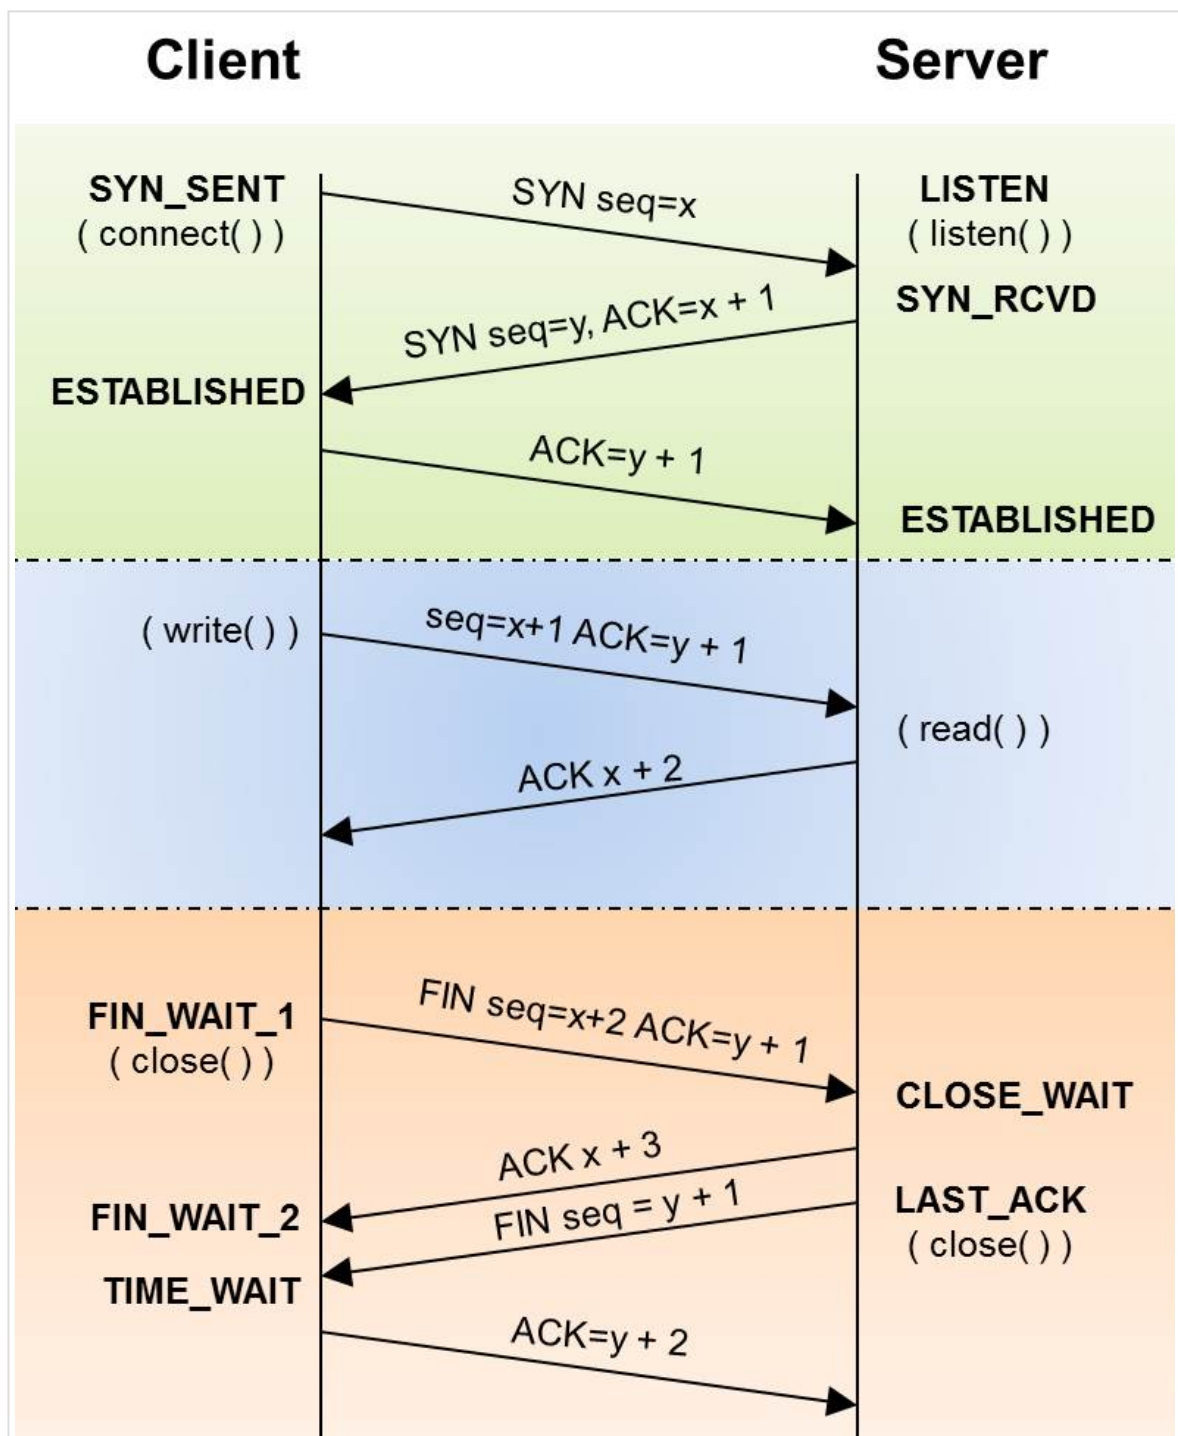 Client
Server
SYN_SENT
( connect( ) )
SYN seq=x
LISTEN
( listen( ) )
SYN_RCVD
SYN seq=y, ACK=x + 1
ESTABLISHED
ACK=y + 1
ESTABLISHED
( write( ) )
seq=x+1 ACK=y + 1
( read( ) )
ACK x + 2
FIN_WAIT_1
( close( ) )
FIN seq=x+2 ACK=y + 1
CLOSE_WAIT
ACK x + 3
FIN_WAIT_2
FIN seq = y + 1
LAST_ACK
( close( ) )
TIME_WAIT
ACK=y + 2